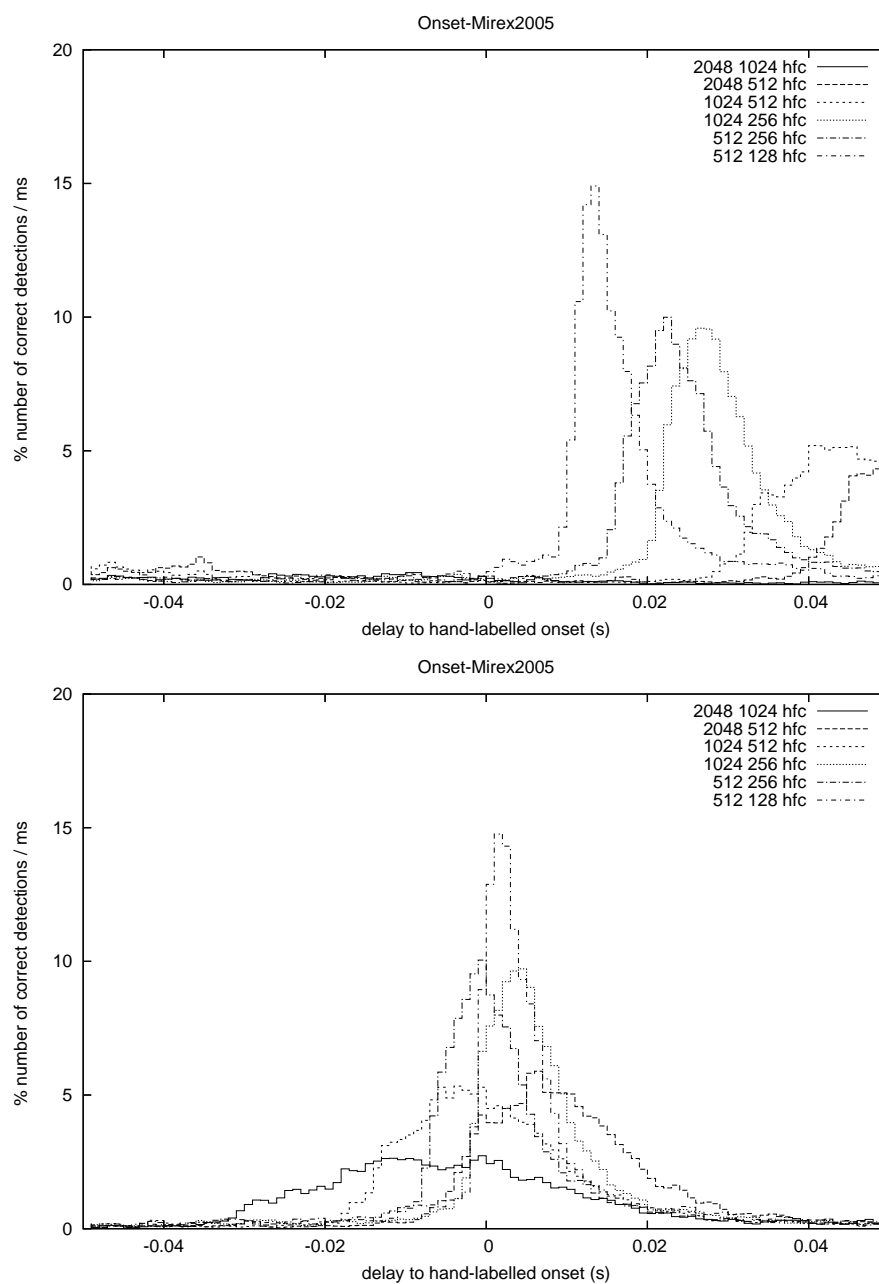 Onset-Mirex2005
20
15
10
5
0
% number of correct detections / ms
2048 1024 hfc
2048 512 hfc
1024 512 hfc
1024 256 hfc
512 256 hfc
512 128 hfc
-0.04
-0.02
0
0.02
0.04
delay to hand-labelled onset (s)
Onset-Mirex2005
20
15
10
5
0
% number of correct detections / ms
2048 1024 hfc
2048 512 hfc
1024 512 hfc
1024 256 hfc
512 256 hfc
512 128 hfc
-0.04
-0.02
0
0.02
0.04
delay to hand-labelled onset (s)